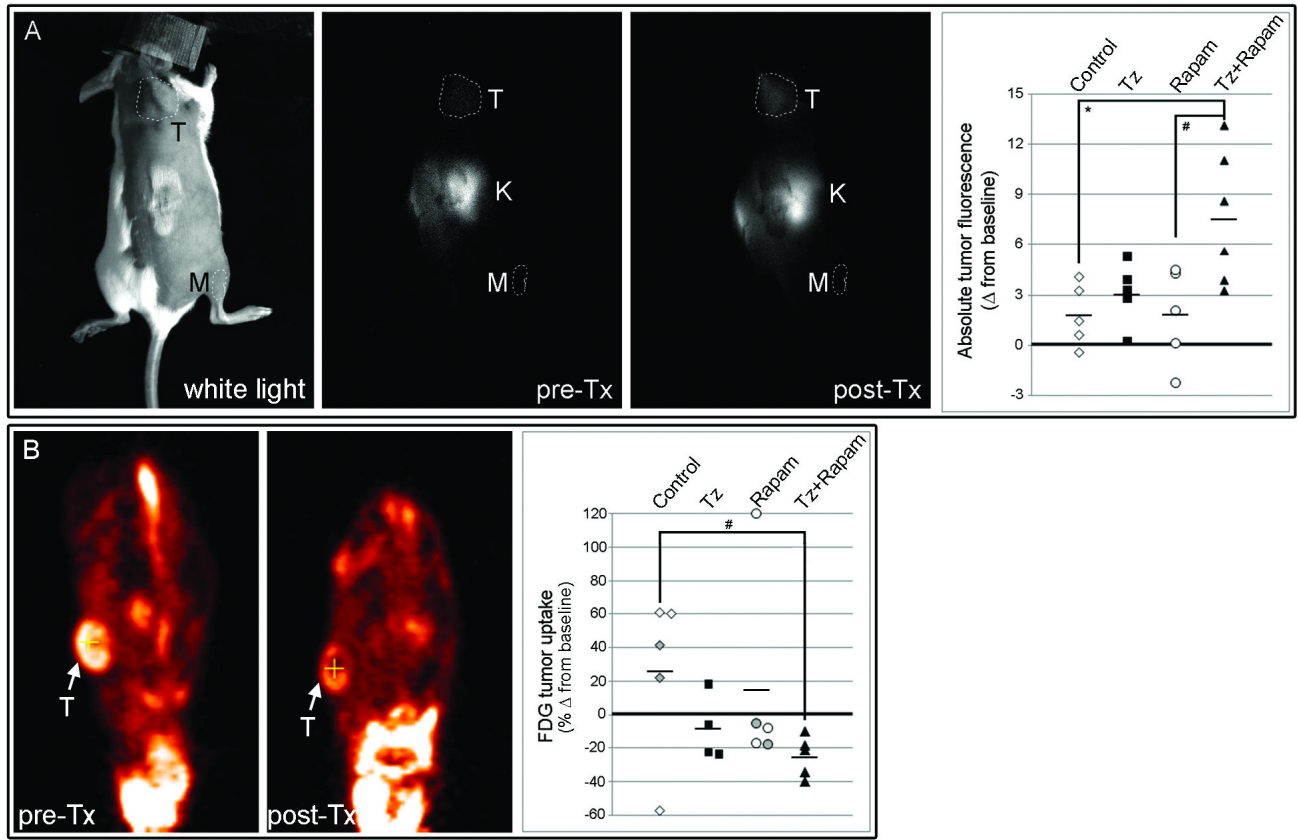 A
T
M
white light
T
K
M
pre-Tx
T
K
M
post-Tx
Control
Tz
Rapam
Tz+Rapam
Absolute tumor fluorescence
(Δ from baseline)
15
12
9
6
3
0
-3
*
#
B
T
pre-Tx
T
post-Tx
Control
Tz
Rapam
Tz+Rapam
FDG tumor uptake
(% Δ from baseline)
120
100
80
60
40
20
0
-20
-40
-60
#